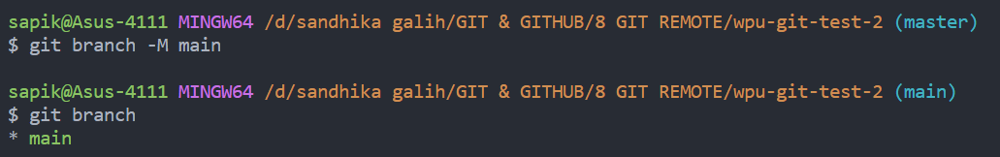 sapik@Asus-4111 MINGW64 /d/sandhika galih/GIT & GITHUB/8 GIT REMOTE/wpu-git-test-2 (master)
$ git branch -M main
sapik@Asus-4111 MINGW64 /d/sandhika galih/GIT & GITHUB/8 GIT REMOTE/wpu-git-test-2 (main)
$ git branch
* main